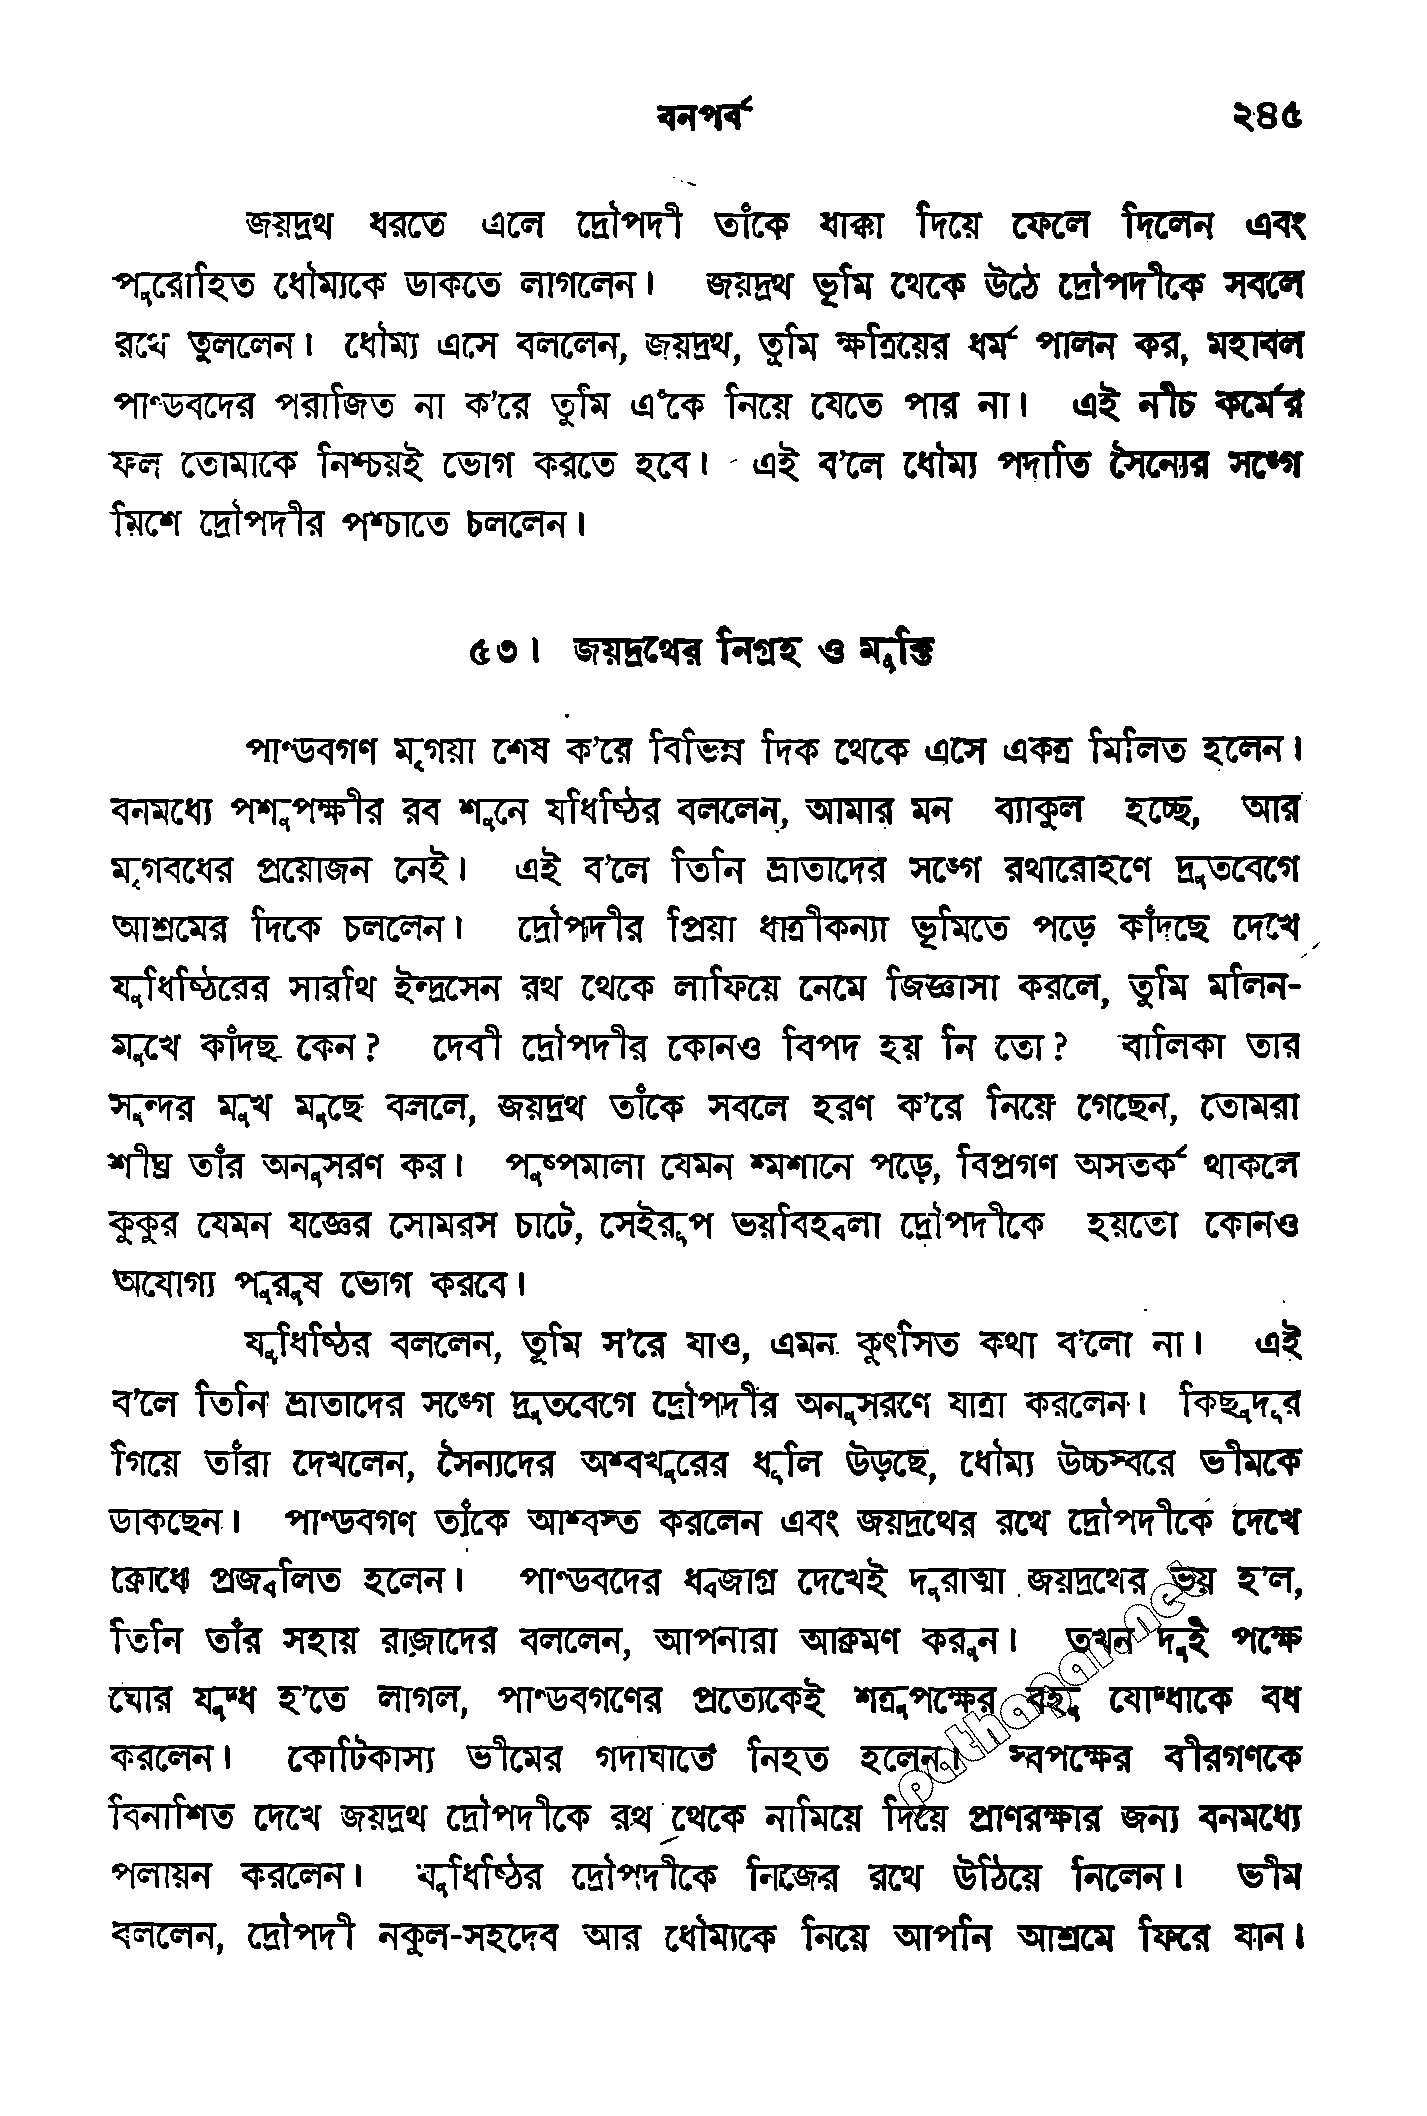 বনপর্ব ২৪৫
জয়দ্রথ ধরতে এলে দ্রৌপদী তাঁকে ধাক্কা দিয়ে ফেলে দিলেন এবং
পুরোহিত ধৌম্যকে ডাকতে লাগলেন। জয়দ্রথ ভূমি থেকে উঠে দ্রৌপদীকে সবলে
রথে তুললেন। ধৌম্য এসে বললেন, জয়দ্রথ, তুমি ক্ষত্রিয়ের ধর্ম পালন কর, মহাবল
পাণ্ডবদের পরাজিত না ক'রে তুমি এঁকে নিয়ে যেতে পার না। এই নীচ কর্মের
ফল তোমাকে নিশ্চয়ই ভোগ করতে হবে। এই ব'লে ধৌম্য পদাতি সৈন্যের সঙ্গে
মিশে দ্রৌপদীর পশ্চাতে চললেন।
৫৩। জয়দ্রথের নিগ্রহ ও মুক্তি
পাণ্ডবগণ মৃগয়া শেষ ক'রে বিভিন্ন দিক থেকে এসে একত্র মিলিত হলেন।
বনমধ্যে পশুপক্ষীর রব শুনে যধিষ্ঠির বললেন, আমার মন ব্যাকুল হচ্ছে, আর
মৃগবধের প্রয়োজন নেই। এই ব'লে তিনি ভ্রাতাদের সঙ্গে রথারোহণে দ্রুতবেগে
আশ্রমের দিকে চললেন। দ্রৌপদীর প্রিয়া ধাত্রীকন্যা ভূমিতে পড়ে কাঁদছে দেখে
যুধিষ্ঠিরের সারথি ইন্দ্রসেন রথ থেকে লাফিয়ে নেমে জিজ্ঞাসা করলে, তুমি মলিন-
মুখে কাঁদছ কেন? দেবী দ্রৌপদীর কোনও বিপদ হয় নি তো? বালিকা তার
সুন্দর মুখ মুছে বললে, জয়দ্রথ তাঁকে সবলে হরণ ক'রে নিয়ে গেছেন, তোমরা
শীঘ্র তাঁর অনুসরণ কর। পুষ্পমালা যেমন শ্মশানে পড়ে, বিপ্রগণ অসতর্ক থাকলে
কুকুর যেমন যজ্ঞের সোমরস চাটে, সেইরূপ ভয়বিহ্বলা দ্রৌপদীকে হয়তো কোনও
অযোগ্য পুরুষ ভোগ করবে।
যুধিষ্ঠির বললেন, তুমি স'রে যাও, এমন কুৎসিত কথা ব'লো না। এই
ব'লে তিনি ভ্রাতাদের সঙ্গে দ্রুতবেগে দ্রৌপদীর অনুসরণে যাত্রা করলেন। কিছুদূর
গিয়ে তাঁরা দেখলেন, সৈন্যদের অশ্বখুরের ধূলি উড়ছে, ধৌম্য উচ্চস্বরে ভীমকে
ডাকছেন। পাণ্ডবগণ তাঁকে আশ্বস্ত করলেন এবং জয়দ্রথের রথে দ্রৌপদীকে দেখে
ক্রোধে প্রজ্বলিত হলেন। পাণ্ডবদের ধ্বজাগ্র দেখেই দুরাত্মা জয়দ্রথের ভয় হ'ল,
তিনি তাঁর সহায় রাজাদের বললেন, আপনারা আক্রমণ করুন। তখন দুই পক্ষে
ঘোর যুদ্ধ হ'তে লাগল, পাণ্ডবগণের প্রত্যেকেই শত্রুপক্ষের বহু যোদ্ধাকে বধ
করলেন। কোটিকাস্য ভীমের গদাঘাতে নিহত হলেন। স্বপক্ষের বীরগণকে
বিনাশিত দেখে জয়দ্রথ দ্রৌপদীকে রথ থেকে নামিয়ে দিয়ে প্রাণরক্ষার জন্য বনমধ্যে
পলায়ন করলেন। যুধিষ্ঠির দ্রৌপদীকে নিজের রথে উঠিয়ে নিলেন। ভীম
বললেন, দ্রৌপদী নকুল-সহদেব আর ধৌম্যকে নিয়ে আপনি আশ্রমে ফিরে যান।
pathagar.net